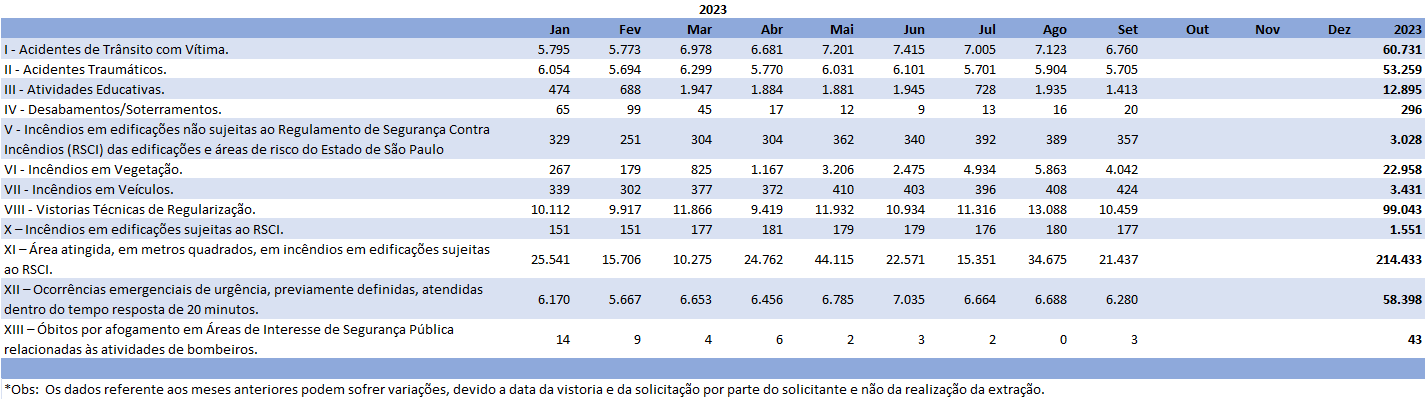 2023
Jan Fev Mar Abr Mai Jun Jul Ago Set Out Nov Dez 2023
I - Acidentes de Trânsito com Vítima. 5.795 5.773 6.978 6.681 7.201 7.415 7.005 7.123 6.760 60.731
II - Acidentes Traumáticos. 6.054 5.694 6.299 5.770 6.031 6.101 5.701 5.904 5.705 53.259
III - Atividades Educativas. 474 688 1.947 1.884 1.881 1.945 728 1.935 1.413 12.895
IV - Desabamentos/Soterramentos. 65 99 45 17 12 9 13 16 20 296
V - Incêndios em edificações não sujeitas ao Regulamento de Segurança Contra
Incêndios (RSCI) das edificações e áreas de risco do Estado de São Paulo 329 251 304 304 362 340 392 389 357 3.028
VI - Incêndios em Vegetação. 267 179 825 1.167 3.206 2.475 4.934 5.863 4.042 22.958
VII - Incêndios em Veículos. 339 302 377 372 410 403 396 408 424 3.431
VIII - Vistorias Técnicas de Regularização. 10.112 9.917 11.866 9.419 11.932 10.934 11.316 13.088 10.459 99.043
X – Incêndios em edificações sujeitas ao RSCI. 151 151 177 181 179 179 176 180 177 1.551
XI – Área atingida, em metros quadrados, em incêndios em edificações sujeitas
ao RSCI. 25.541 15.706 10.275 24.762 44.115 22.571 15.351 34.675 21.437 214.433
XII – Ocorrências emergenciais de urgência, previamente definidas, atendidas
dentro do tempo resposta de 20 minutos. 6.170 5.667 6.653 6.456 6.785 7.035 6.664 6.688 6.280 58.398
XIII – Óbitos por afogamento em Áreas de Interesse de Segurança Pública
relacionadas às atividades de bombeiros. 14 9 4 6 2 3 2 0 3 43
*Obs: Os dados referente aos meses anteriores podem sofrer variações, devido a data da vistoria e da solicitação por parte do solicitante e não da realização da extração.